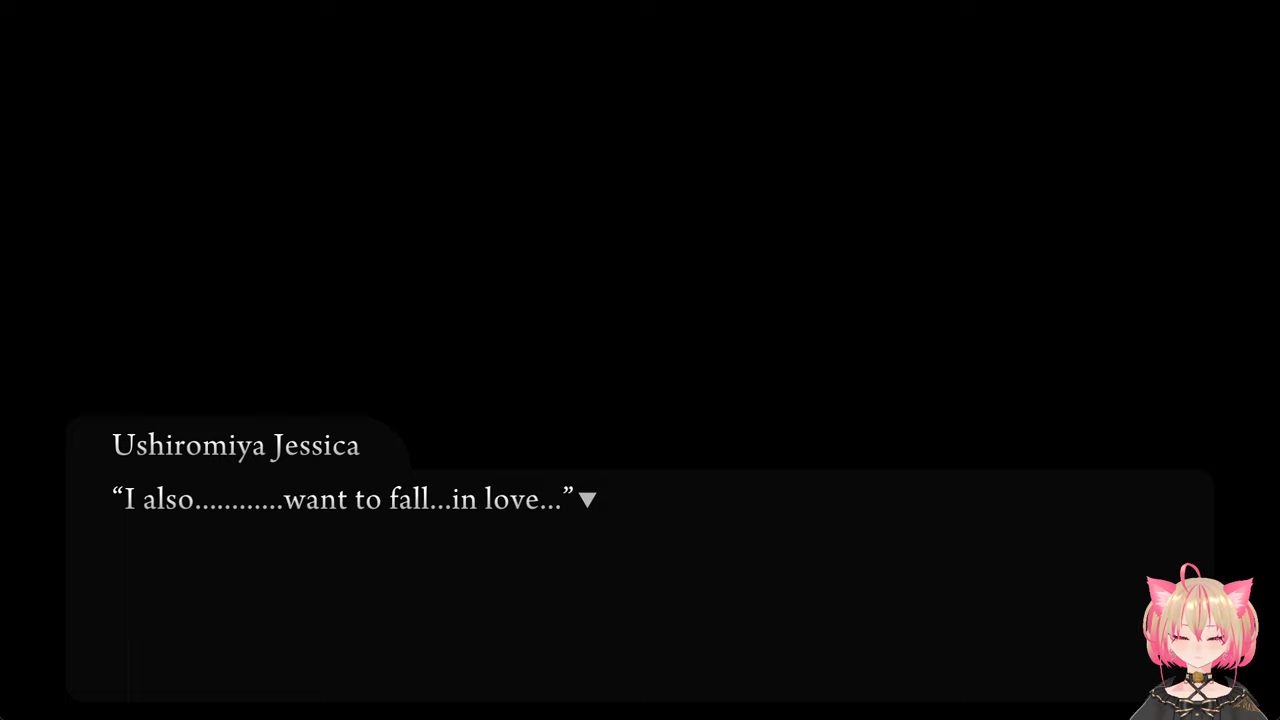 Ushiromiya Jessica
“I also............want to fall...in love...”▼